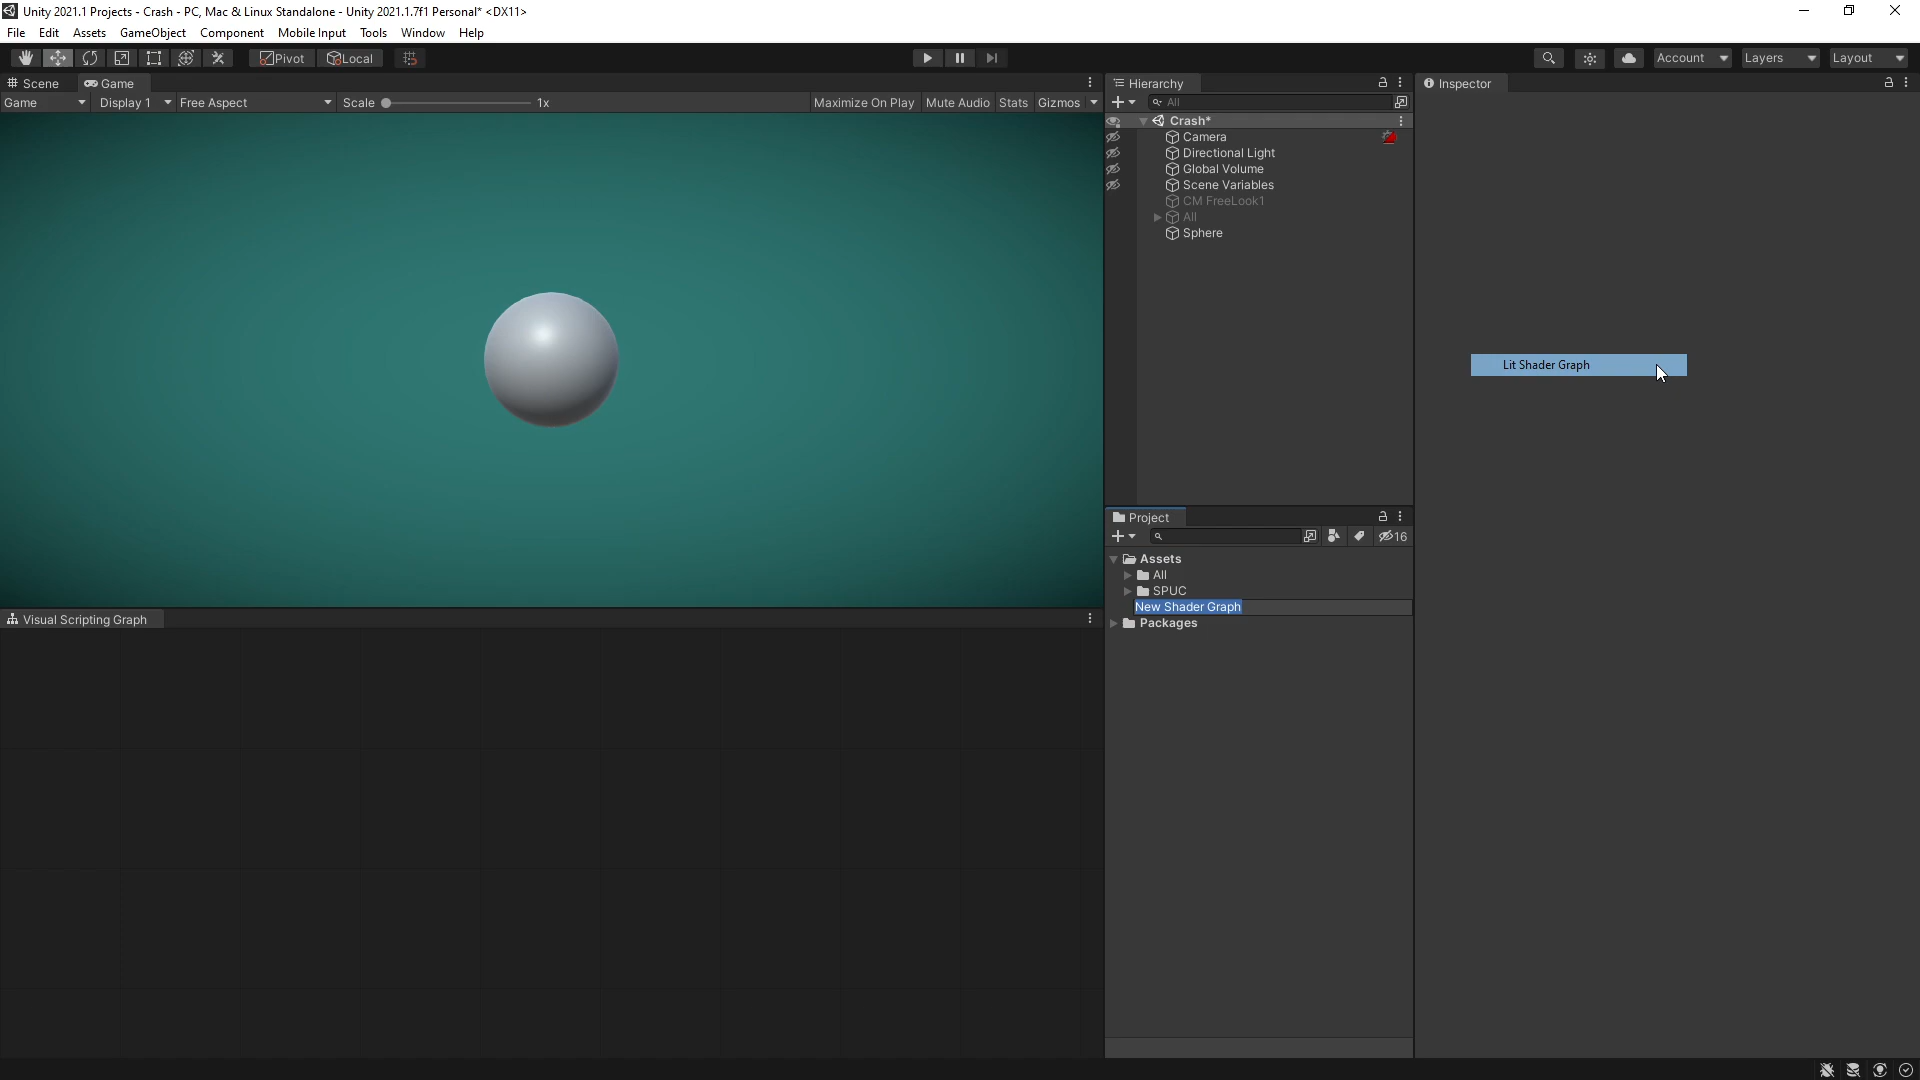 Unity 2021.1 Projects - Crash - PC, Mac & Linux Standalone - Unity 2021.1.7f1 Personal* <DX11>
File Edit Assets GameObject Component Mobile Input Tools Window Help
Pivot Local Account Layers Layout
Scene Game
Game Display 1 Free Aspect Scale 1x Maximize On Play Mute Audio Stats Gizmos
Hierarchy
All
Crash*
Camera
Directional Light
Global Volume
Scene Variables
CM FreeLook1
All
Sphere
Inspector
Lit Shader Graph
Project
16
Assets
All
SPUC
New Shader Graph
Packages
Visual Scripting Graph